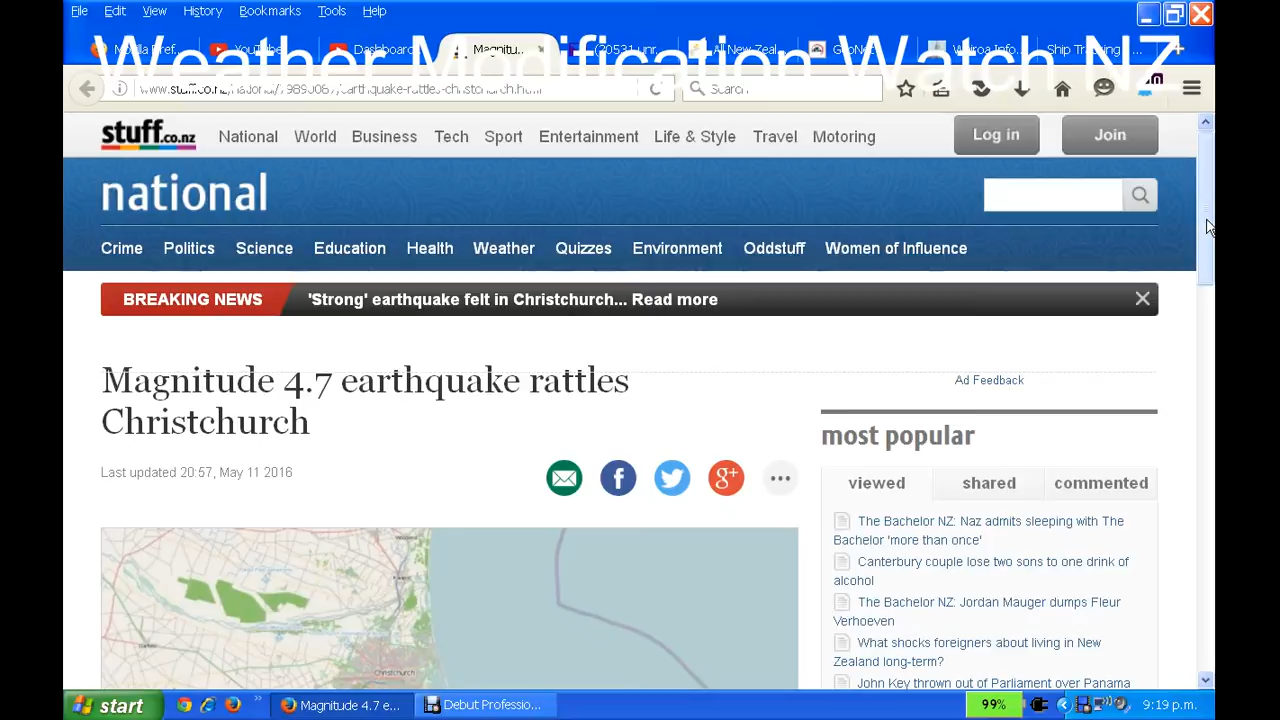 File Edit View History Bookmarks Tools Help
Weather Modification Watch NZ
Search
stuff.co.nz National World Business Tech Sport Entertainment Life & Style Travel Motoring Log in Join
national
Crime Politics Science Education Health Weather Quizzes Environment Oddstuff Women of Influence
BREAKING NEWS 'Strong' earthquake felt in Christchurch... Read more
Magnitude 4.7 earthquake rattles
Christchurch
Ad Feedback
Last updated 20:57, May 11 2016
most popular
viewed shared commented
The Bachelor NZ: Naz admits sleeping with The
Bachelor 'more than once'
Canterbury couple lose two sons to one drink of
alcohol
The Bachelor NZ: Jordan Mauger dumps Fleur
Verhoeven
What shocks foreigners about living in New
Zealand long-term?
John Key thrown out of Parliament over Panama
Christchurch
start Magnitude 4.7 e... Debut Professio... 99% 9:19 p.m.